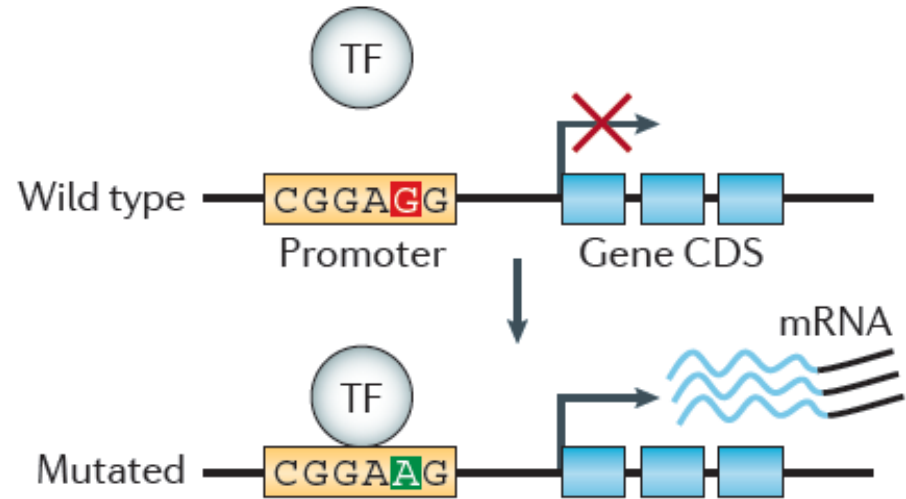 TF
Wild type
CGGAGG
Promoter
Gene CDS
mRNA
TF
Mutated
CGGAAG